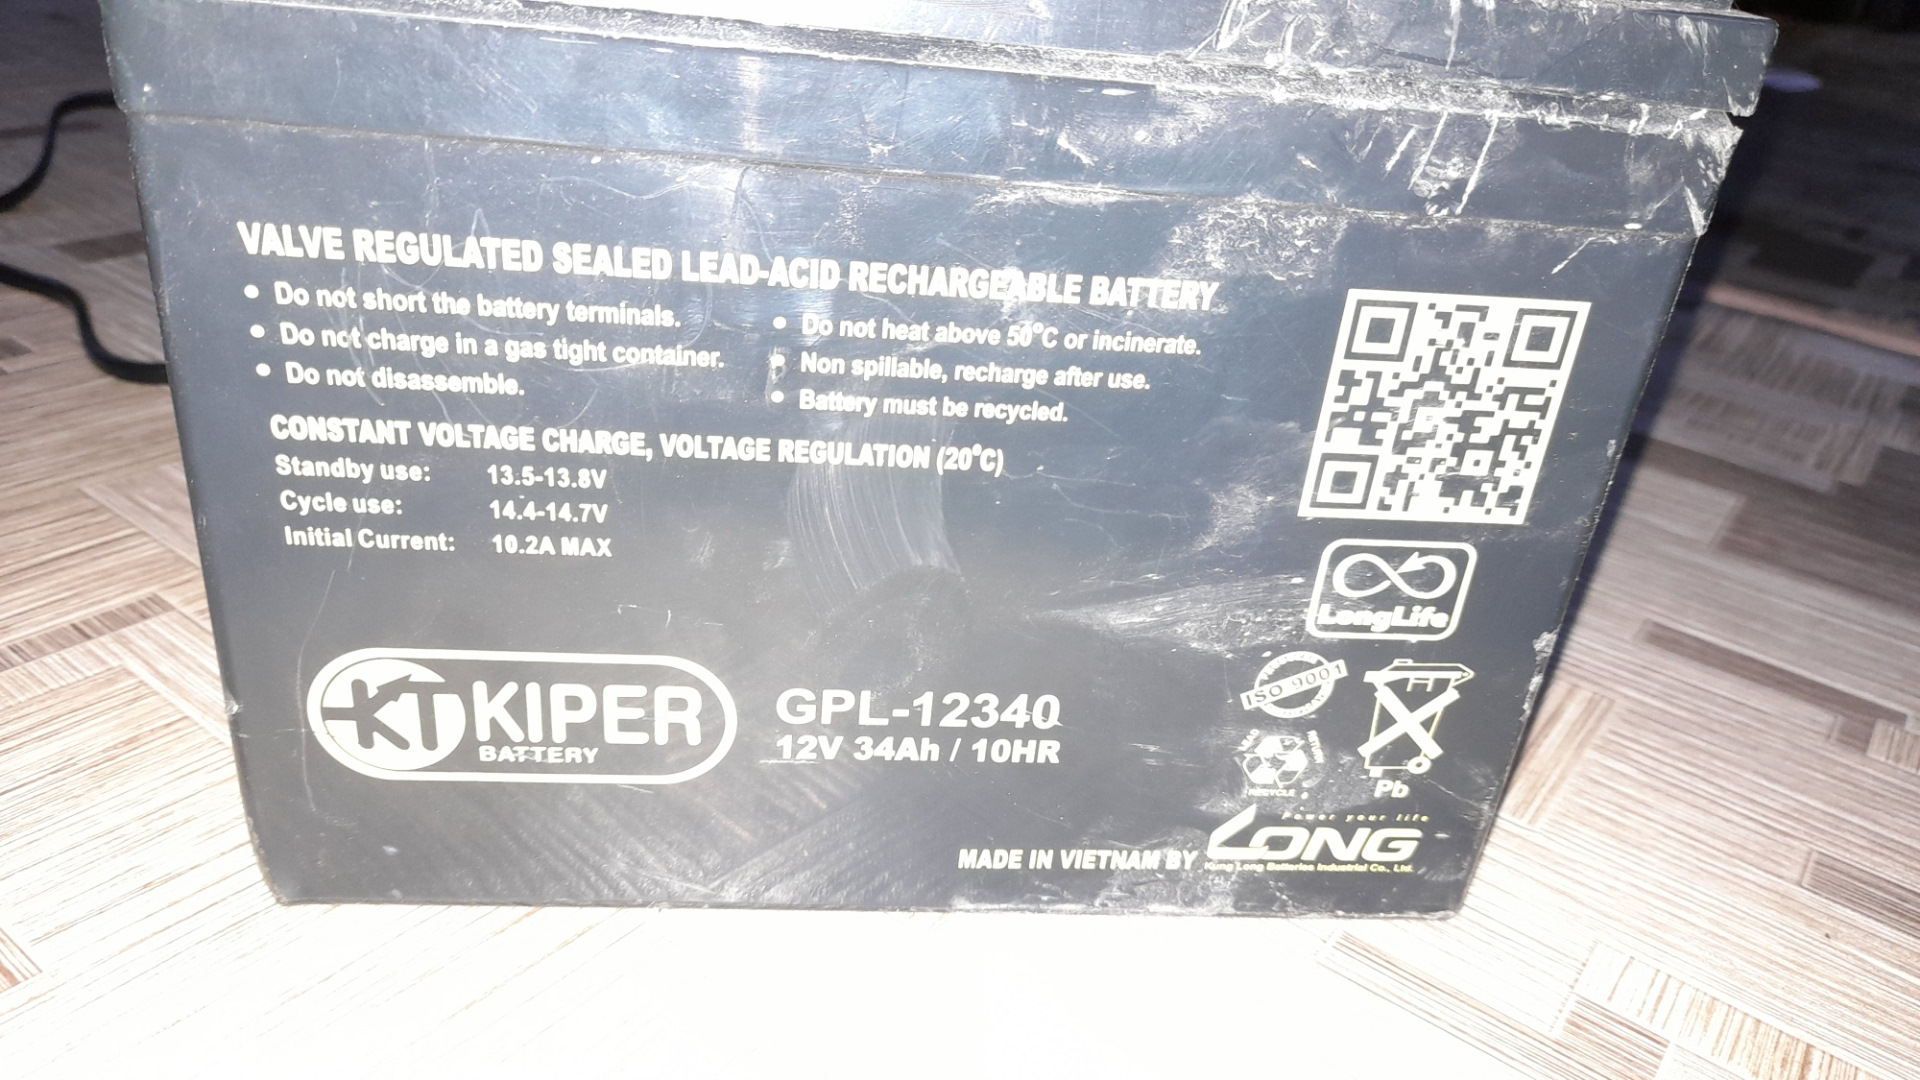 VALVE REGULATED SEALED LEAD-ACID RECHARGEABLE BATTERY
• Do not short the battery terminals.
• Do not charge in a gas tight container.
• Do not disassemble.
• Do not heat above 50°C or incinerate.
• Non spillable, recharge after use.
• Battery must be recycled.
CONSTANT VOLTAGE CHARGE, VOLTAGE REGULATION (20°C)
Standby use: 13.5-13.8V
Cycle use: 14.4-14.7V
Initial Current: 10.2A MAX
LongLife
KT KIPER
BATTERY
GPL-12340
12V 34Ah / 10HR
ISO 9001
LEAD
RECYCLE
Pb
Power your life
LONG
MADE IN VIETNAM BY Kung Long Batteries Industrial Co., Ltd.